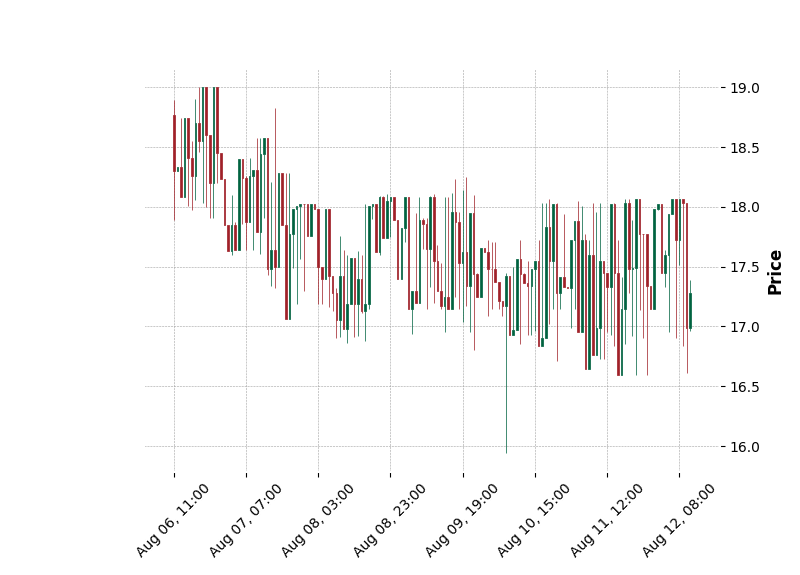 19.0
18.5
18.0
17.5
17.0
16.5
16.0
Price
Aug 06, 11:00
Aug 07, 07:00
Aug 08, 03:00
Aug 08, 23:00
Aug 09, 19:00
Aug 10, 15:00
Aug 11, 12:00
Aug 12, 08:00